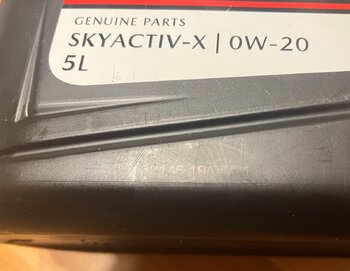 GENUINE PARTS
SKYACTIV-X | 0W-20
5L